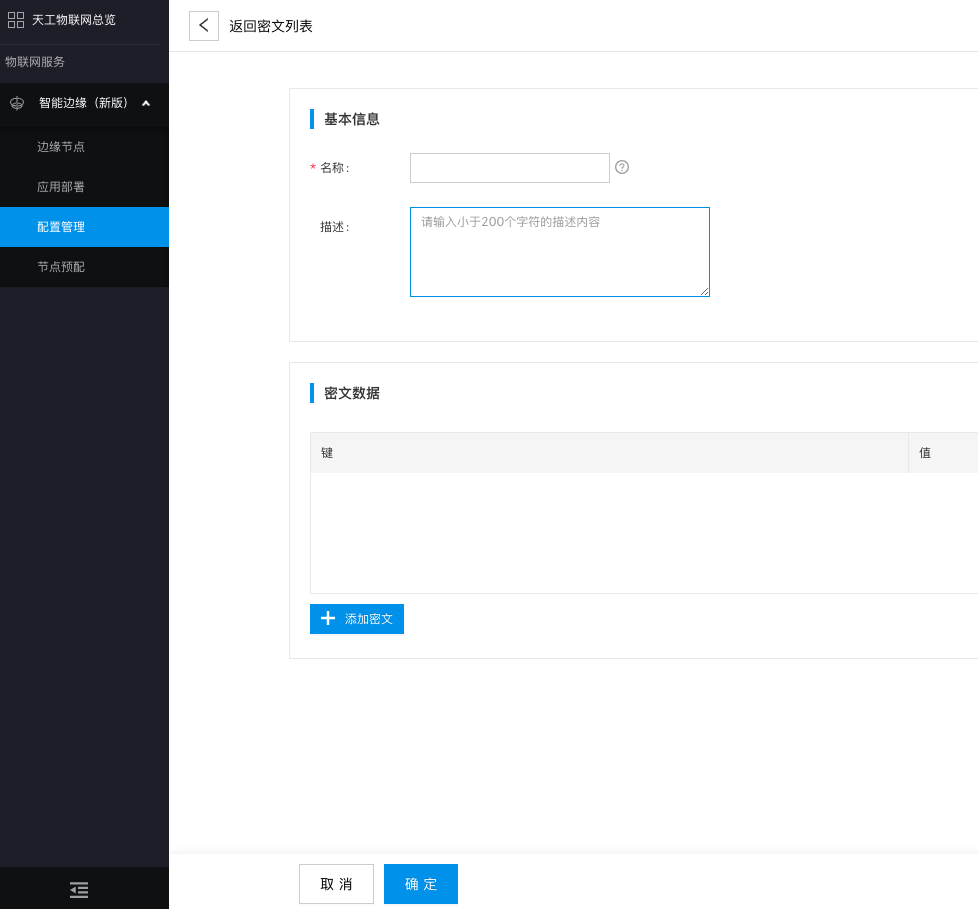 天工物联网总览
物联网服务
智能边缘（新版）
边缘节点
应用部署
配置管理
节点预配
返回密文列表
基本信息
* 名称：
描述：
请输入小于200个字符的描述内容
密文数据
键 值
添加密文
取消 确定